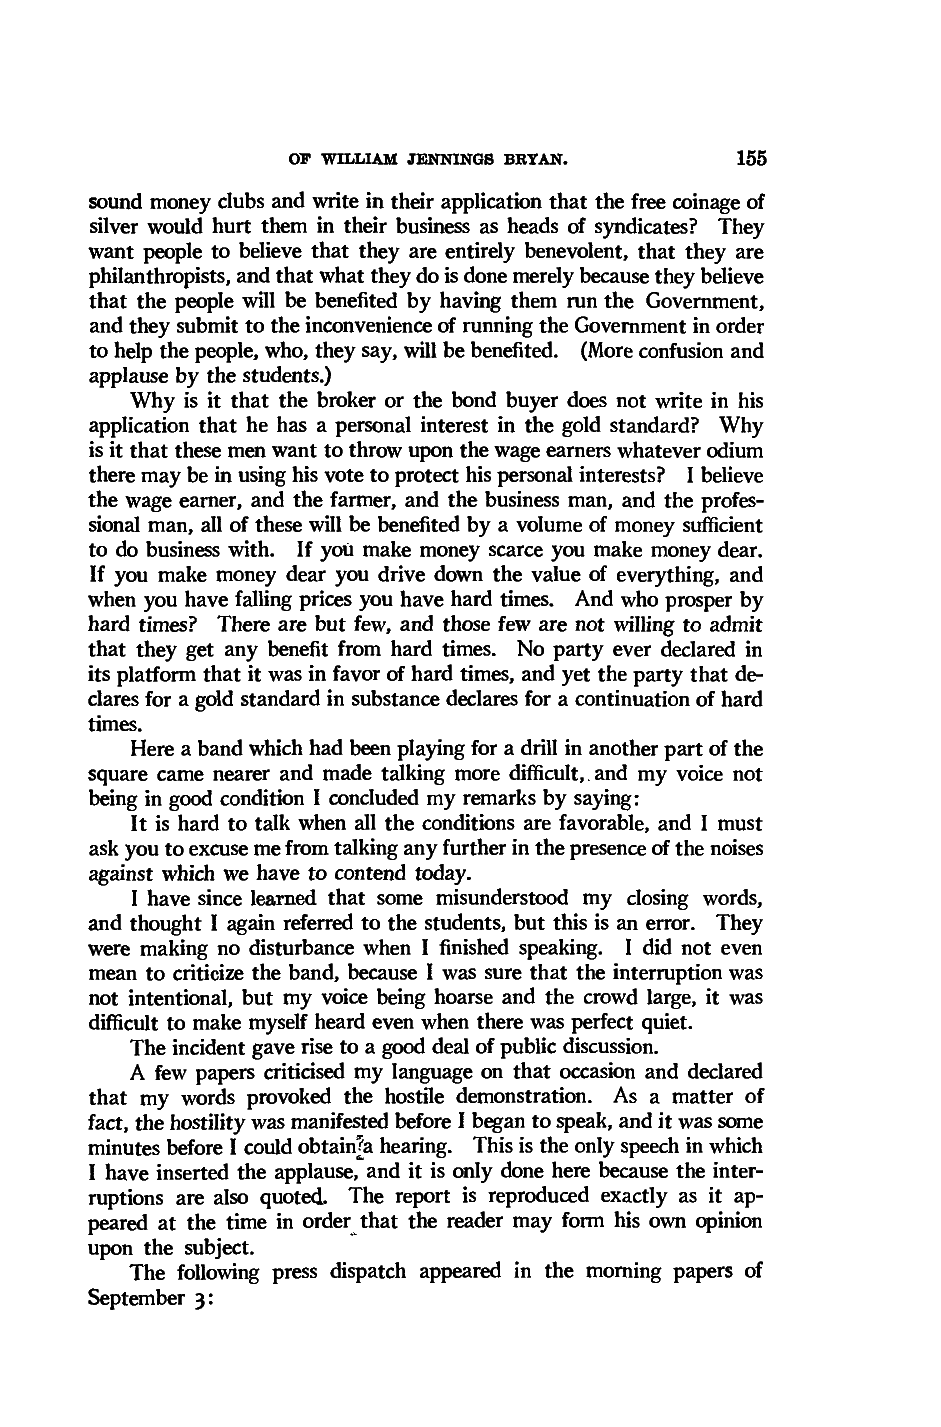 OF WILLIAM JENNINGS BRYAN. 155
sound money clubs and write in their application that the free coinage of
silver would hurt them in their business as heads of syndicates? They
want people to believe that they are entirely benevolent, that they are
philanthropists, and that what they do is done merely because they believe
that the people will be benefited by having them run the Government,
and they submit to the inconvenience of running the Government in order
to help the people, who, they say, will be benefited. (More confusion and
applause by the students.)
Why is it that the broker or the bond buyer does not write in his
application that he has a personal interest in the gold standard? Why
is it that these men want to throw upon the wage earners whatever odium
there may be in using his vote to protect his personal interests? I believe
the wage earner, and the farmer, and the business man, and the profes-
sional man, all of these will be benefited by a volume of money sufficient
to do business with. If you make money scarce you make money dear.
If you make money dear you drive down the value of everything, and
when you have falling prices you have hard times. And who prosper by
hard times? There are but few, and those few are not willing to admit
that they get any benefit from hard times. No party ever declared in
its platform that it was in favor of hard times, and yet the party that de-
clares for a gold standard in substance declares for a continuation of hard
times.
Here a band which had been playing for a drill in another part of the
square came nearer and made talking more difficult, and my voice not
being in good condition I concluded my remarks by saying:
It is hard to talk when all the conditions are favorable, and I must
ask you to excuse me from talking any further in the presence of the noises
against which we have to contend today.
I have since learned that some misunderstood my closing words,
and thought I again referred to the students, but this is an error. They
were making no disturbance when I finished speaking. I did not even
mean to criticize the band, because I was sure that the interruption was
not intentional, but my voice being hoarse and the crowd large, it was
difficult to make myself heard even when there was perfect quiet.
The incident gave rise to a good deal of public discussion.
A few papers criticised my language on that occasion and declared
that my words provoked the hostile demonstration. As a matter of
fact, the hostility was manifested before I began to speak, and it was some
minutes before I could obtain a hearing. This is the only speech in which
I have inserted the applause, and it is only done here because the inter-
ruptions are also quoted. The report is reproduced exactly as it ap-
peared at the time in order that the reader may form his own opinion
upon the subject.
The following press dispatch appeared in the morning papers of
September 3: